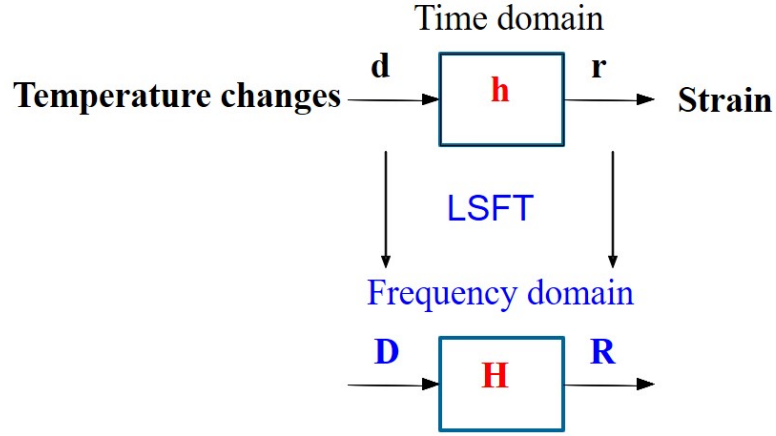 Time domain
d h r
Temperature changes Strain
LSFT
Frequency domain
D H R